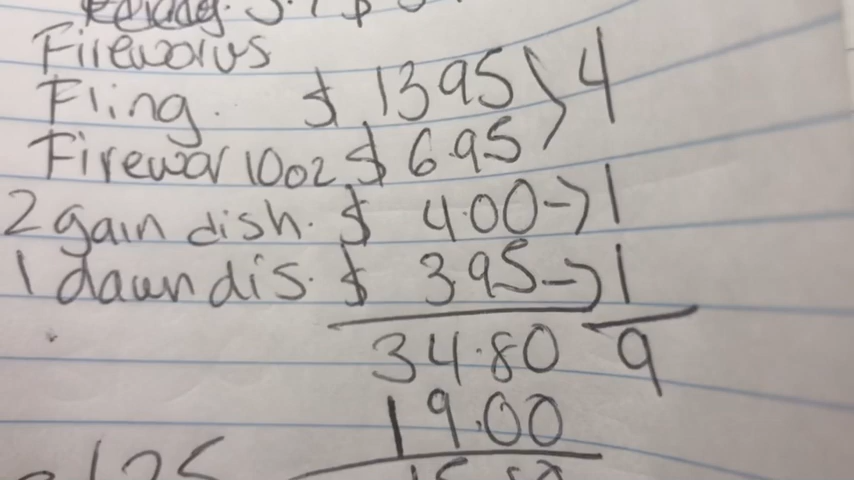 Fireworks
Fling. $ 13.95 > 4
Firewor 10oz $ 6.95
2 gain dish. $ 4.00 -> 1
1 dawn dis. $ 3.95 -> 1
34.80 9
19.00